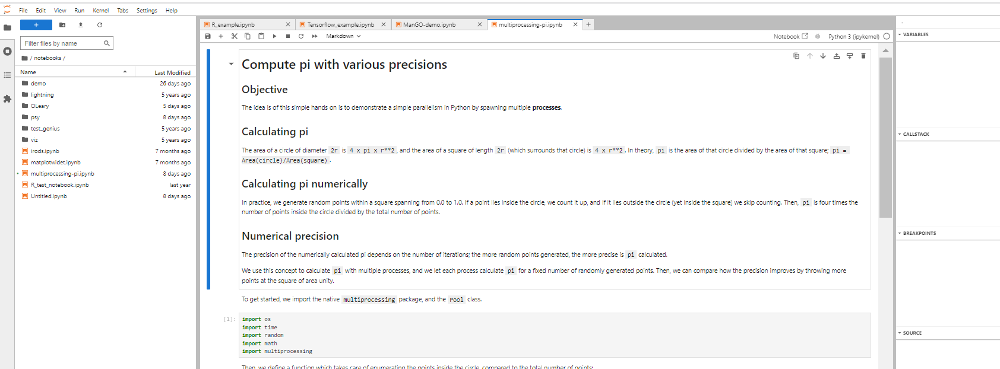 File Edit View Run Kernel Tabs Settings Help
+
R_example.ipynb
Tensorflow_example.ipynb
ManGO-demo.ipynb
multiprocessing-pi.ipynb
Markdown
Notebook
Python 3 (ipykernel)
Filter files by name
/ notebooks /
Name Last Modified
demo 26 days ago
lightning 5 years ago
OLeary 5 days ago
psy 8 days ago
test_genius 5 years ago
viz 5 years ago
irods.ipynb 7 months ago
matplotwidet.ipynb 7 months ago
multiprocessing-pi.ipynb 8 days ago
R_test_notebook.ipynb last year
Untitled.ipynb 8 days ago
Compute pi with various precisions
Objective
The idea is of this simple hands on is to demonstrate a simple parallelism in Python by spawning multiple processes.
Calculating pi
The area of a circle of diameter 2r is 4 x pi x r**2, and the area of a square of length 2r (which surrounds that circle) is 4 x r**2. In theory, pi is the area of that circle divided by the area of that square; pi =
Area(circle)/Area(square).
Calculating pi numerically
In practice, we generate random points within a square spanning from 0.0 to 1.0. If a point lies inside the circle, we count it up, and if it lies outside the circle (yet inside the square) we skip counting. Then, pi is four times the
number of points inside the circle divided by the total number of points.
Numerical precision
The precision of the numerically calculated pi depends on the number of iterations; the more random points generated, the more precise is pi calculated.
We use this concept to calculate pi with multiple processes, and we let each process calculate pi for a fixed number of randomly generated points. Then, we can compare how the precision improves by throwing more
points at the square of area unity.
To get started, we import the native multiprocessing package, and the Pool class.
[1]:
import os
import time
import random
import math
import multiprocessing
Then, we define a function which takes care of enumerating the points inside the circle, compared to the total number of points:
VARIABLES
CALLSTACK
BREAKPOINTS
SOURCE